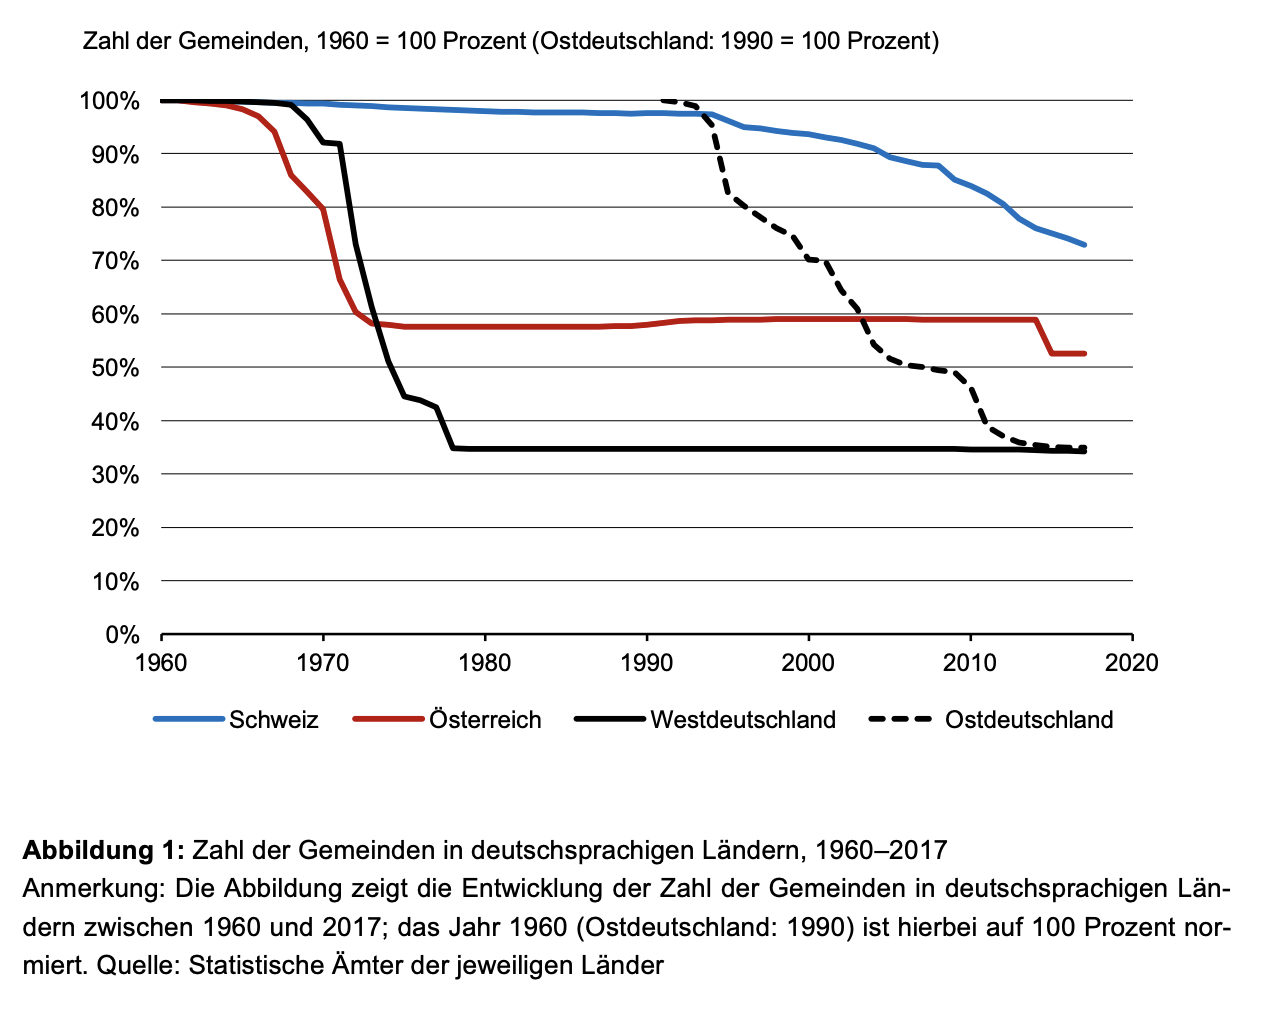 Zahl der Gemeinden, 1960 = 100 Prozent (Ostdeutschland: 1990 = 100 Prozent)
100%
90%
80%
70%
60%
50%
40%
30%
20%
10%
0%
1960 1970 1980 1990 2000 2010 2020
Schweiz Österreich Westdeutschland Ostdeutschland
Abbildung 1: Zahl der Gemeinden in deutschsprachigen Ländern, 1960–2017
Anmerkung: Die Abbildung zeigt die Entwicklung der Zahl der Gemeinden in deutschsprachigen Län-
dern zwischen 1960 und 2017; das Jahr 1960 (Ostdeutschland: 1990) ist hierbei auf 100 Prozent nor-
miert. Quelle: Statistische Ämter der jeweiligen Länder